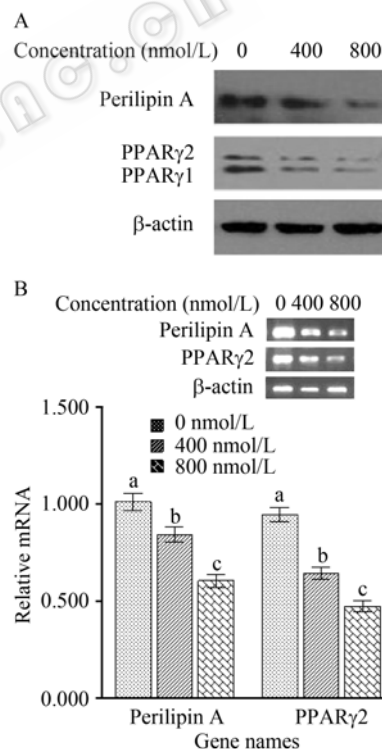 A
Concentration (nmol/L) 0 400 800
Perilipin A
PPARγ2
PPARγ1
β-actin
B
Concentration (nmol/L) 0 400 800
Perilipin A
PPARγ2
β-actin
1.500
1.000
0.500
0.000
Relative mRNA
0 nmol/L
400 nmol/L
800 nmol/L
a
b
c
a
b
c
Perilipin A PPARγ2
Gene names